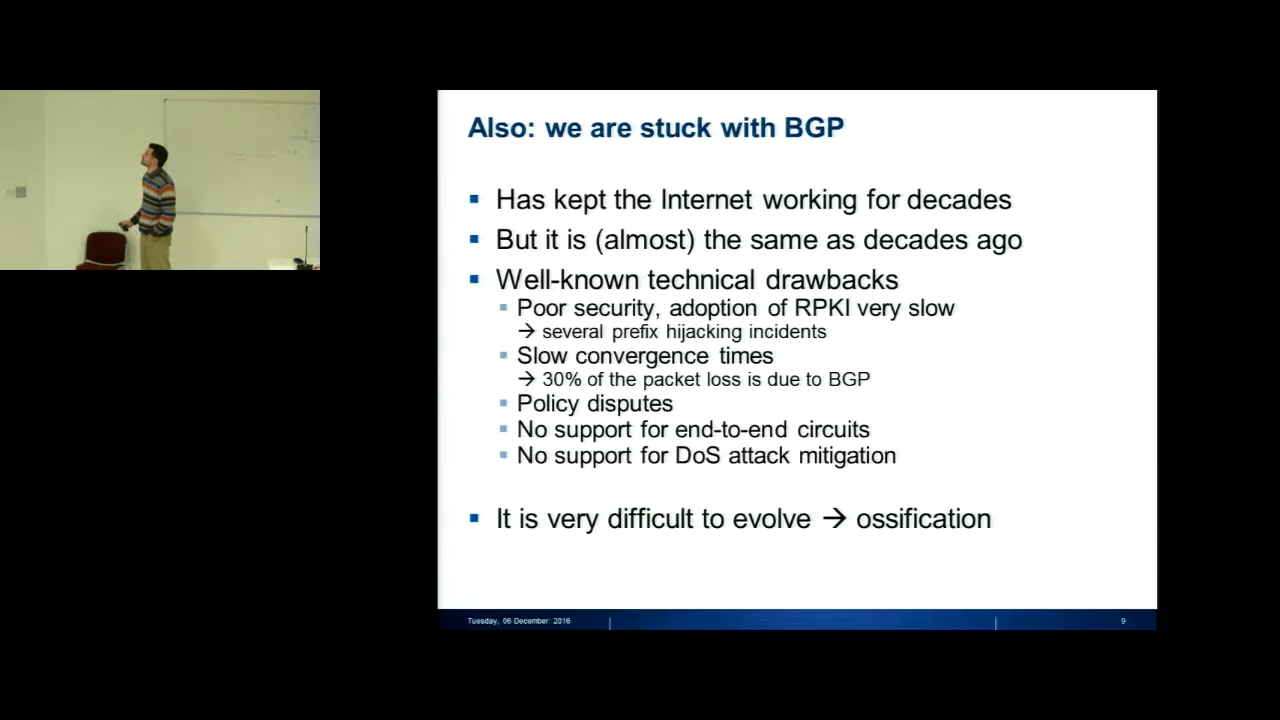 Also: we are stuck with BGP
Has kept the Internet working for decades
But it is (almost) the same as decades ago
Well-known technical drawbacks
Poor security, adoption of RPKI very slow
→ several prefix hijacking incidents
Slow convergence times
→ 30% of the packet loss is due to BGP
Policy disputes
No support for end-to-end circuits
No support for DoS attack mitigation
It is very difficult to evolve → ossification
Tuesday, 06 December 2016
9